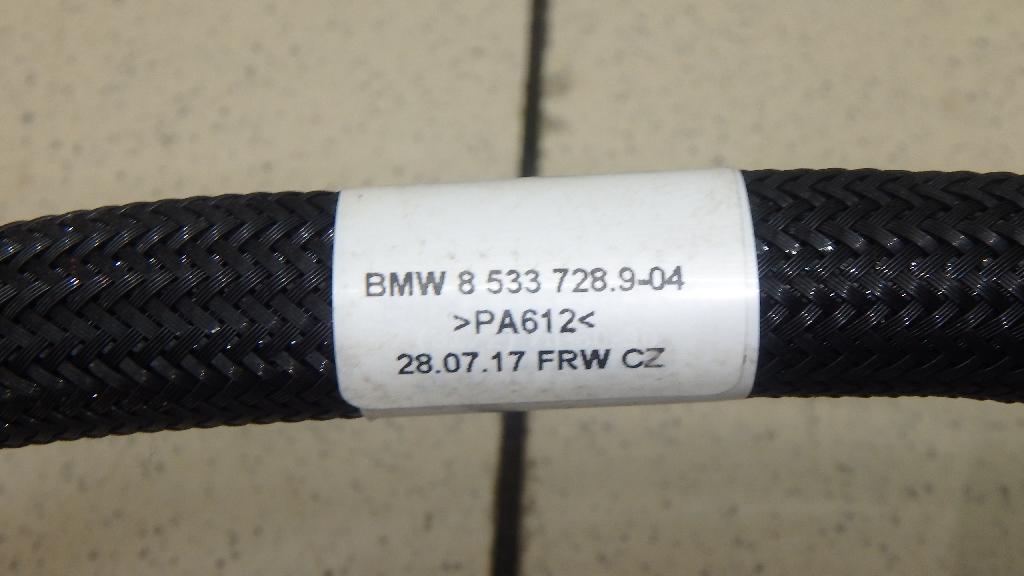 BMW 8 533 728.9-04
>PA612<
28.07.17 FRW CZ